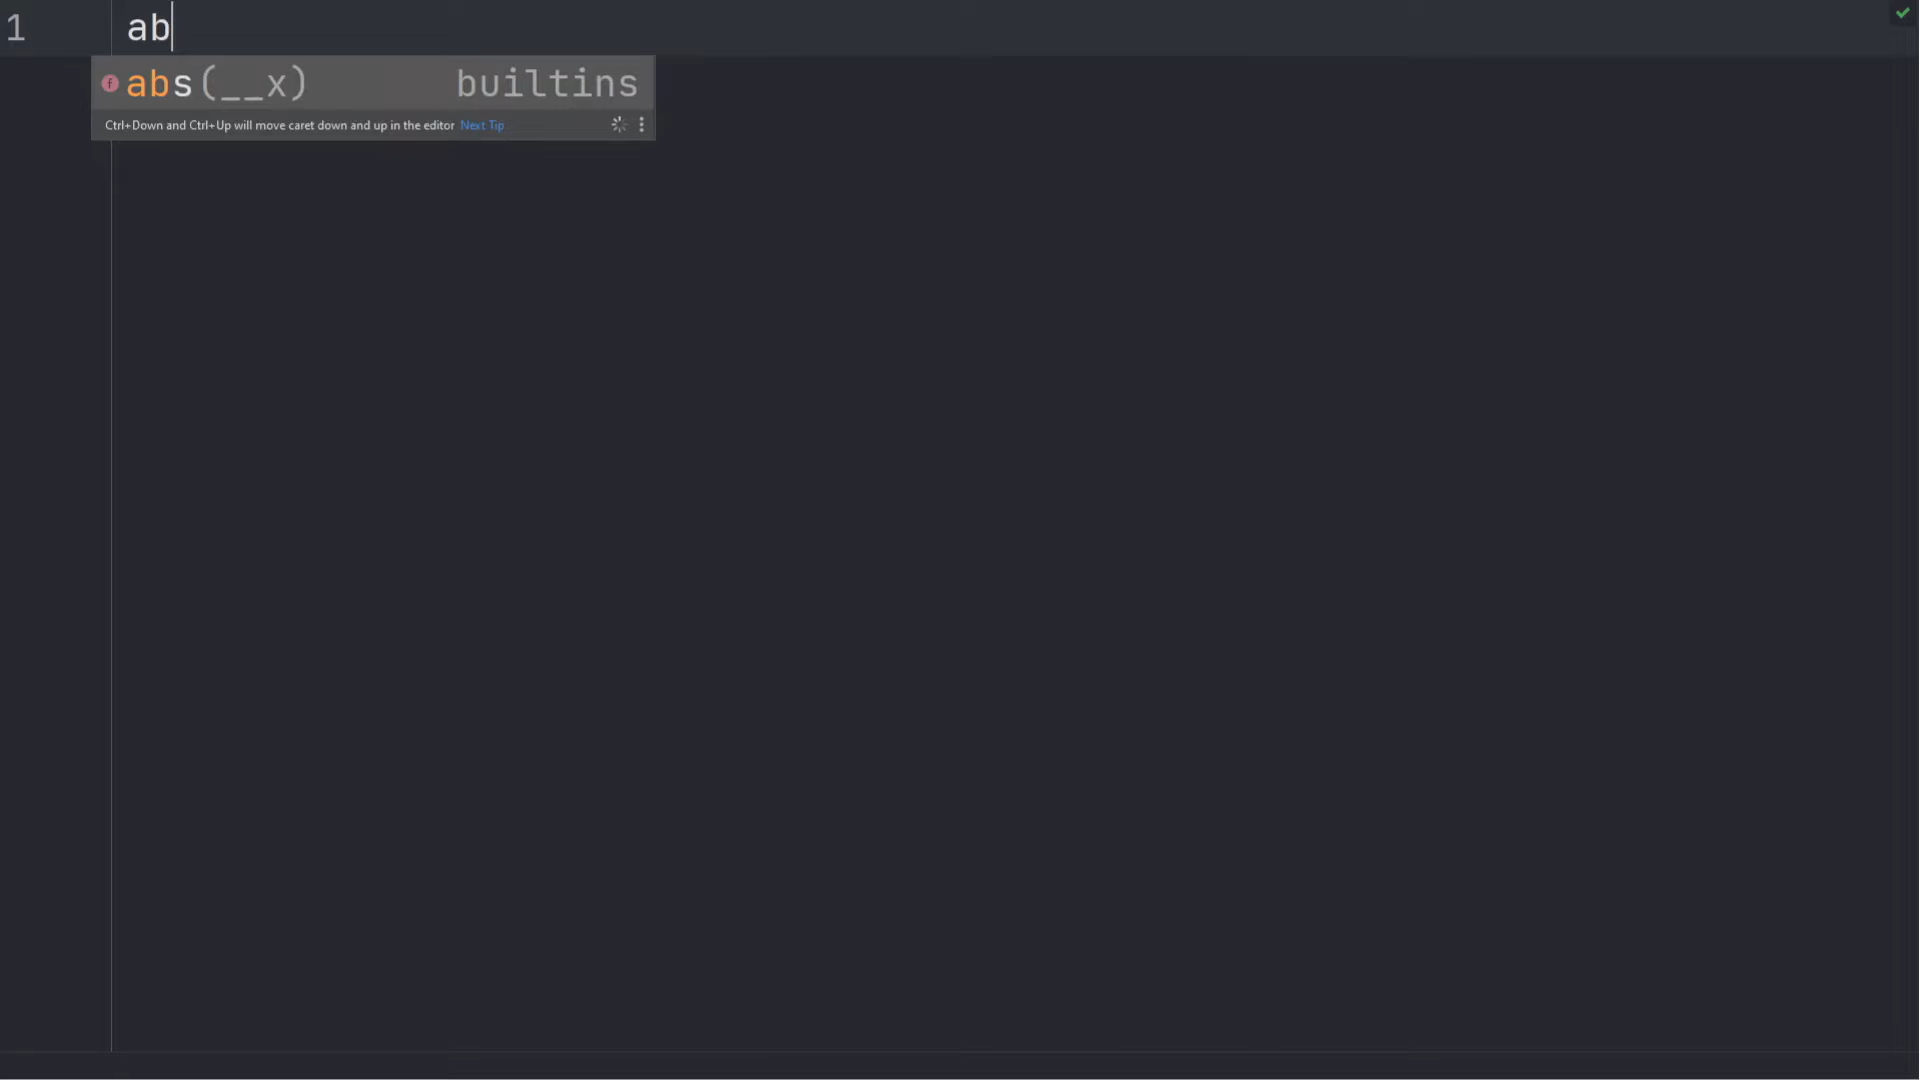 1 ab
f abs(__x) builtins
Ctrl+Down and Ctrl+Up will move caret down and up in the editor Next Tip